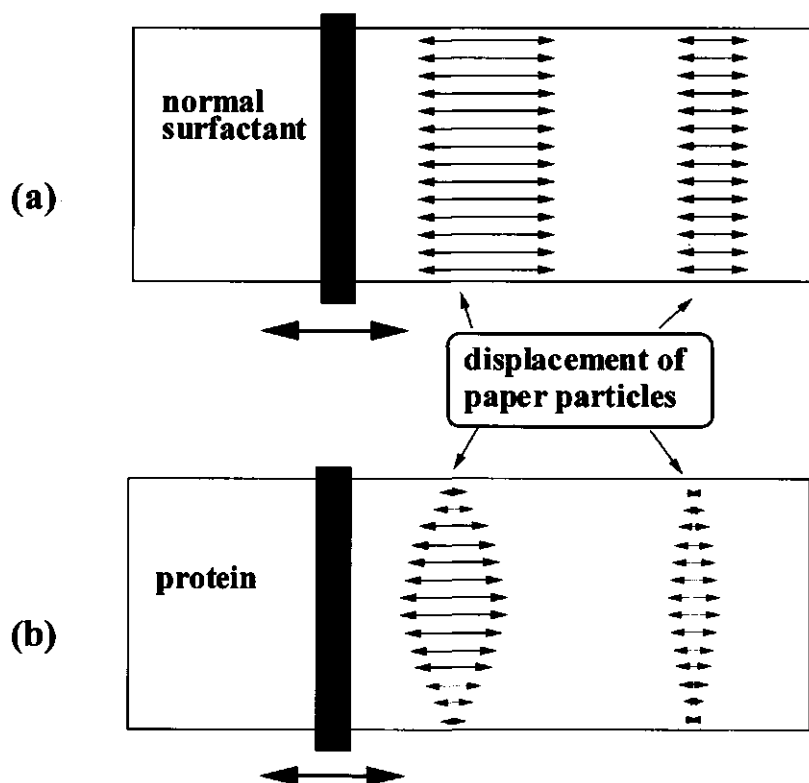 normal
surfactant
(a)
displacement of
paper particles
protein
(b)